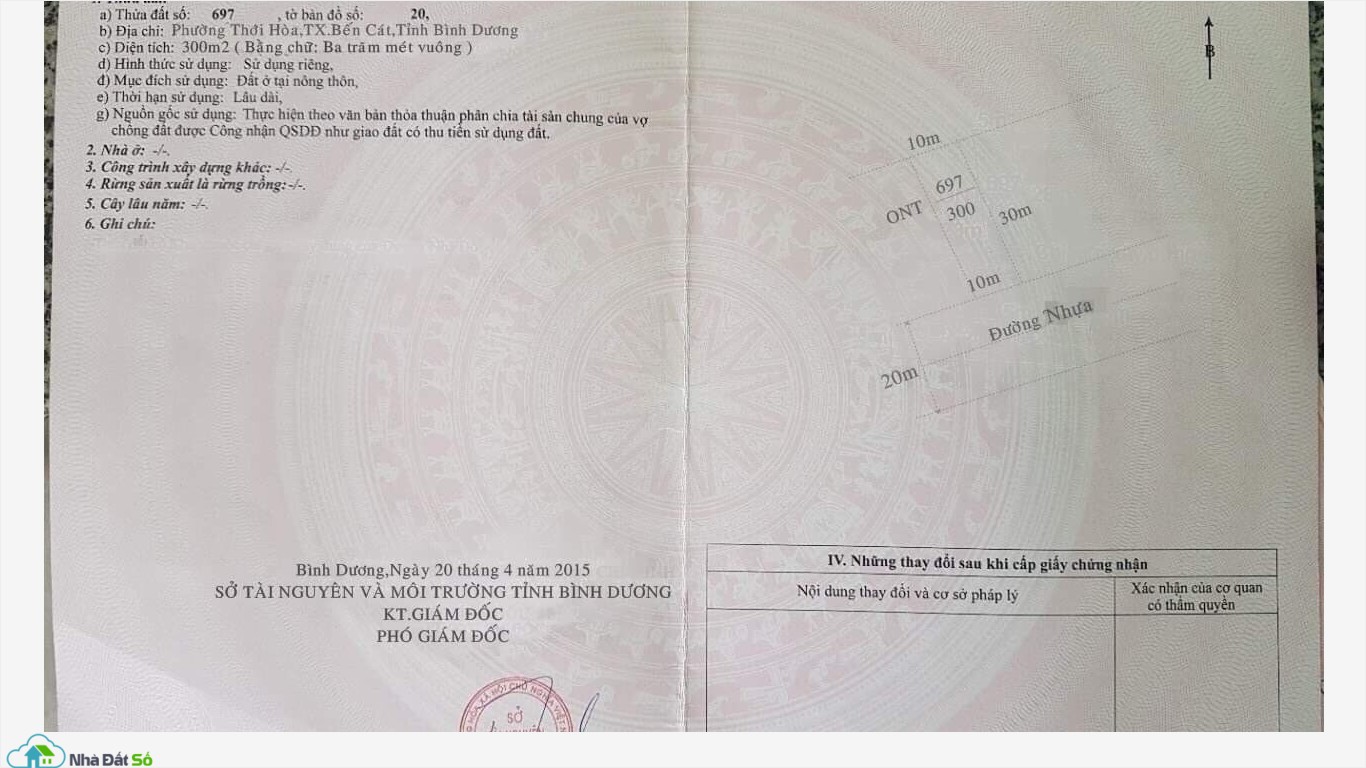 a) Thửa đất số: 697 , tờ bản đồ số: 20,
b) Địa chỉ: Phường Thới Hòa,TX.Bến Cát,Tỉnh Bình Dương
c) Diện tích: 300m2 ( Bằng chữ: Ba trăm mét vuông )
d) Hình thức sử dụng: Sử dụng riêng,
đ) Mục đích sử dụng: Đất ở tại nông thôn,
e) Thời hạn sử dụng: Lâu dài,
g) Nguồn gốc sử dụng: Thực hiện theo văn bản thỏa thuận phân chia tài sản chung của vợ
chồng đất được Công nhận QSDĐ như giao đất có thu tiền sử dụng đất.
2. Nhà ở: -/-.
3. Công trình xây dựng khác: -/-.
4. Rừng sản xuất là rừng trồng:-/-.
5. Cây lâu năm: -/-.
6. Ghi chú:
B
10m
697
ONT
300
30m
10m
Đường Nhựa
20m
Bình Dương,Ngày 20 tháng 4 năm 2015
SỞ TÀI NGUYÊN VÀ MÔI TRƯỜNG TỈNH BÌNH DƯƠNG
KT.GIÁM ĐỐC
PHÓ GIÁM ĐỐC
HÒA XÃ HỘI CHỦ NGHĨA VIỆT
SỞ
IV. Những thay đổi sau khi cấp giấy chứng nhận
Nội dung thay đổi và cơ sở pháp lý
Xác nhận của cơ quan
có thẩm quyền
Nhà Đất Số